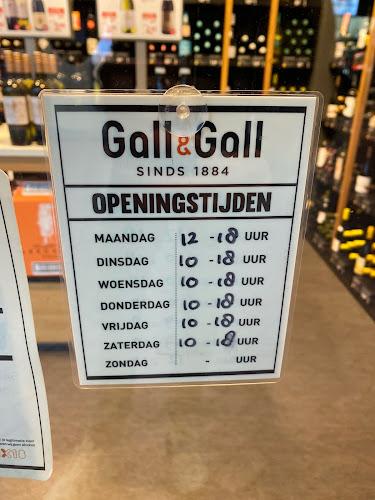 Gall & Gall
SINDS 1884
OPENINGSTIJDEN
MAANDAG 12 - 18 UUR
DINSDAG 10 - 18 UUR
WOENSDAG 10 - 18 UUR
DONDERDAG 10 - 18 UUR
VRIJDAG 10 - 18 UUR
ZATERDAG 10 - 18 UUR
ZONDAG - UUR